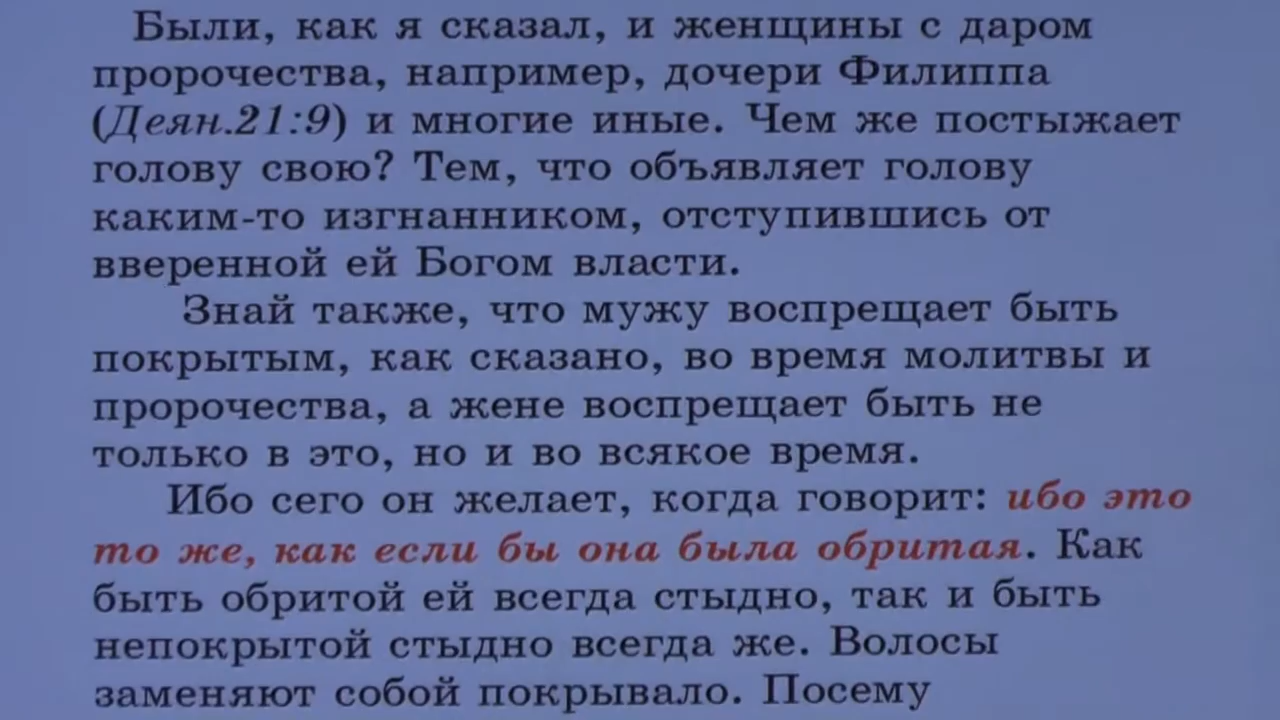 Были, как я сказал, и женщины с даром
пророчества, например, дочери Филиппа
(Деян.21:9) и многие иные. Чем же постыжает
голову свою? Тем, что объявляет голову
каким-то изгнанником, отступившись от
вверенной ей Богом власти.
Знай также, что мужу воспрещает быть
покрытым, как сказано, во время молитвы и
пророчества, а жене воспрещает быть не
только в это, но и во всякое время.
Ибо сего он желает, когда говорит: ибо это
то же, как если бы она была обритая. Как
быть обритой ей всегда стыдно, так и быть
непокрытой стыдно всегда же. Волосы
заменяют собой покрывало. Посему